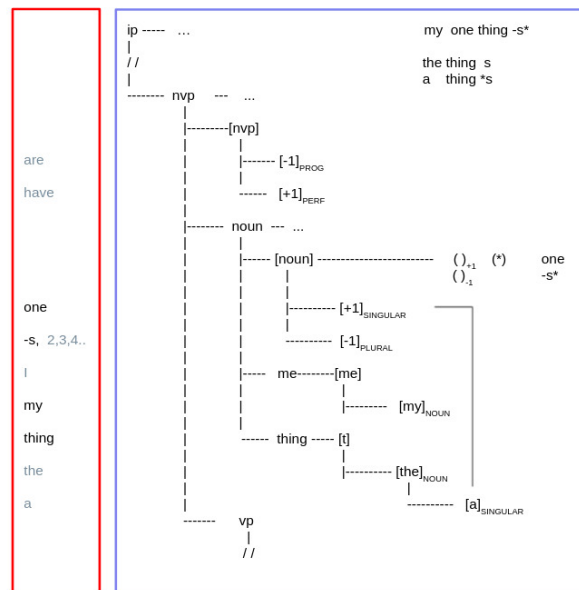 ip ----- ... my one thing -s*
|
/ / the thing s
| a thing *s
-------- nvp --- ...
|
|---------[nvp]
| |
are | |------- [-1]PROG
| |
have | ------ [+1]PERF
|
|-------- noun --- ...
| |
| |------ [noun] ------------------------- ( )+1 (*) one
| | | ( )-1 -s*
| | |
one | | |---------- [+1]SINGULAR
| | |
-s, 2,3,4.. | | ---------- [-1]PLURAL
| |
I | |----- me--------[me]
| | |
my | | |--------- [my]NOUN
| |
thing | ------ thing ----- [t]
| |
the | |---------- [the]NOUN
| |
a | ---------- [a]SINGULAR
------- vp
|
/ /